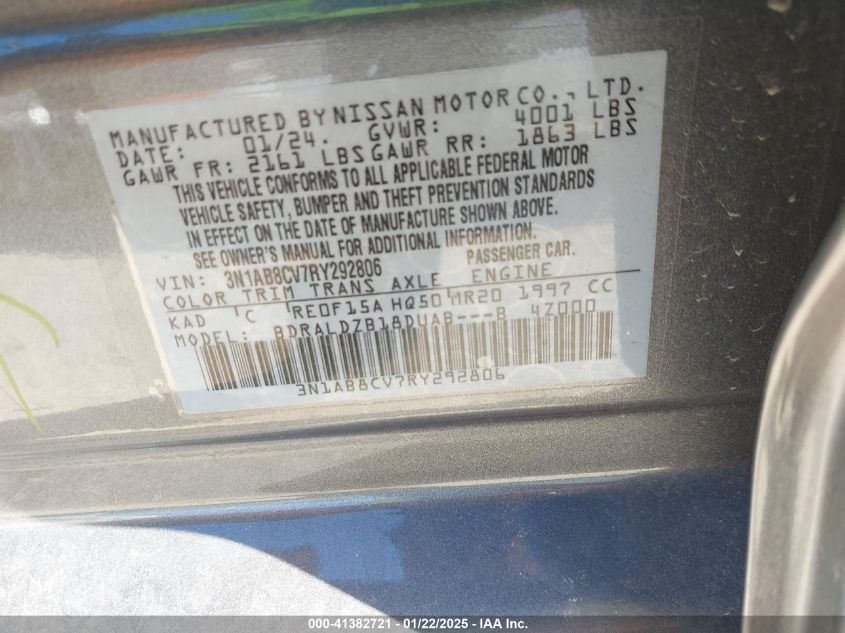 MANUFACTURED BY NISSAN MOTOR CO., LTD.
DATE: 01/24. GVWR: 4001 LBS
GAWR FR: 2161 LBS GAWR RR: 1863 LBS
THIS VEHICLE CONFORMS TO ALL APPLICABLE FEDERAL MOTOR
VEHICLE SAFETY, BUMPER AND THEFT PREVENTION STANDARDS
IN EFFECT ON THE DATE OF MANUFACTURE SHOWN ABOVE.
SEE OWNER'S MANUAL FOR ADDITIONAL INFORMATION.
VIN: 3N1AB8CV7RY292806 PASSENGER CAR.
COLOR TRIM TRANS AXLE ENGINE
KAD C RE0F15A HQ50 MR20 1997 CC
MODEL: BDRALDZB18DUAB---B 4Z000
3N1AB8CV7RY292806
000-41382721 - 01/22/2025 - IAA Inc.